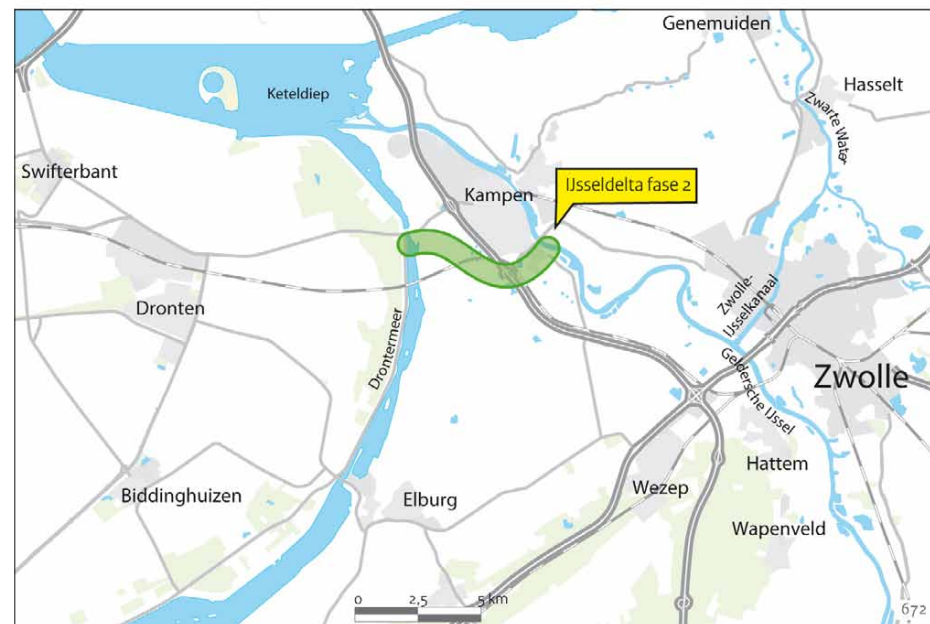 Genemuiden
Hasselt
Keteldiep
Zwarte Water
Swifterbant
Kampen
IJsseldelta fase 2
Zwolle-
IJsselkanaal
Dronten
Drontermeer
Geldersche IJssel
Zwolle
Hattem
Biddinghuizen
Elburg
Wezep
Wapenveld
0 2,5 5 km
672